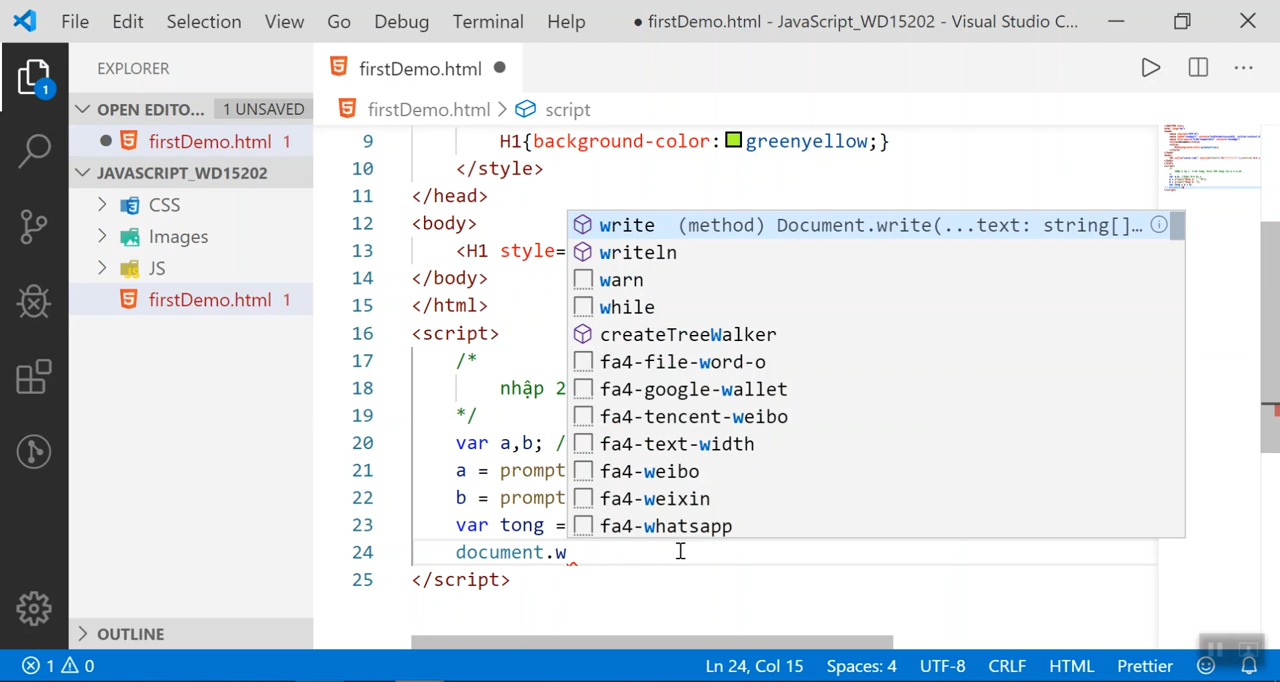 File Edit Selection View Go Debug Terminal Help ● firstDemo.html - JavaScript_WD15202 - Visual Studio C...
EXPLORER
OPEN EDITO... 1 UNSAVED
firstDemo.html 1
JAVASCRIPT_WD15202
CSS
Images
JS
firstDemo.html 1
OUTLINE
1
firstDemo.html
firstDemo.html > script
9 H1{background-color: greenyellow;}
10 </style>
11 </head>
12 <body>
13 <H1 style=
14 </body>
15 </html>
16 <script>
17 /*
18 nhập 2
19 */
20 var a,b; /
21 a = prompt
22 b = prompt
23 var tong =
24 document.w
25 </script>
write (method) Document.write(...text: string[]...
writeln
warn
while
createTreeWalker
fa4-file-word-o
fa4-google-wallet
fa4-tencent-weibo
fa4-text-width
fa4-weibo
fa4-weixin
fa4-whatsapp
1 0 Ln 24, Col 15 Spaces: 4 UTF-8 CRLF HTML Prettier